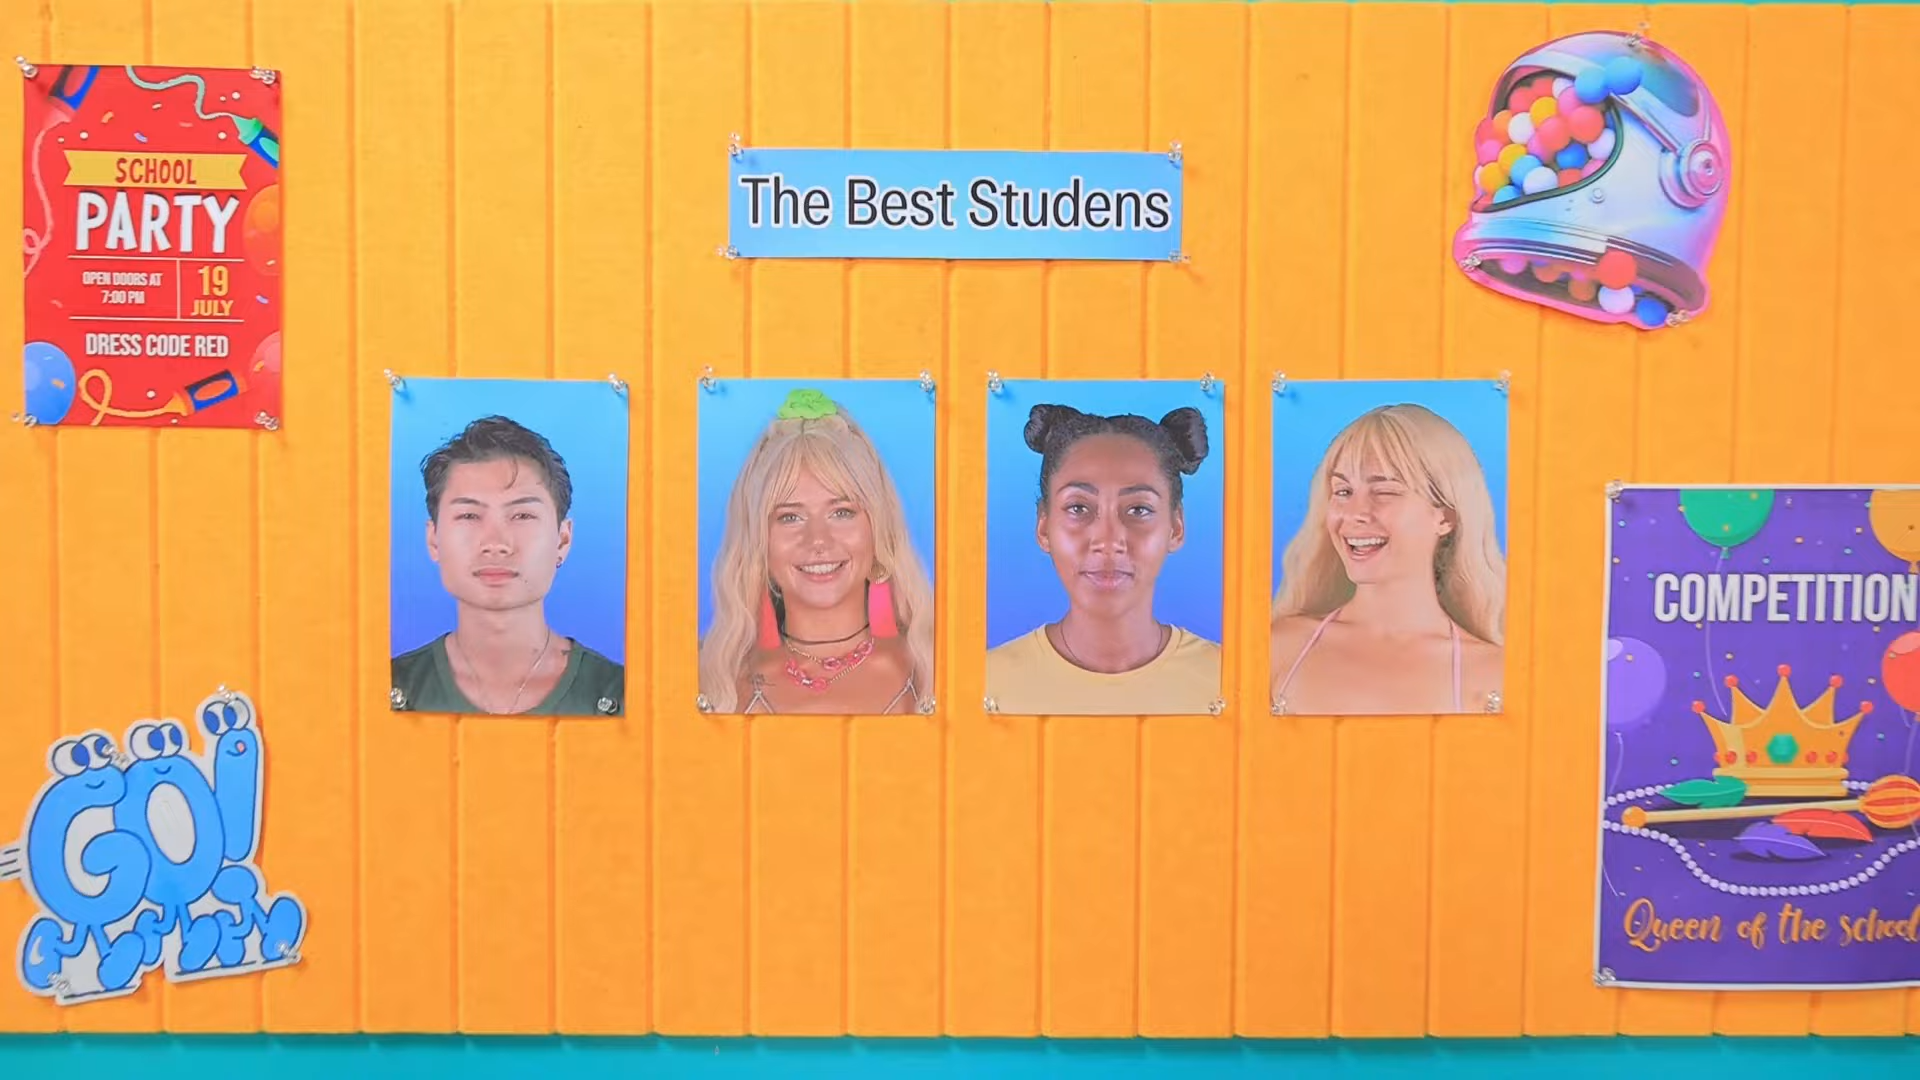 SCHOOL
PARTY
OPEN DOORS AT
7:00 PM
19
JULY
DRESS CODE RED
The Best Studens
GO!
COMPETITION
Queen of the school